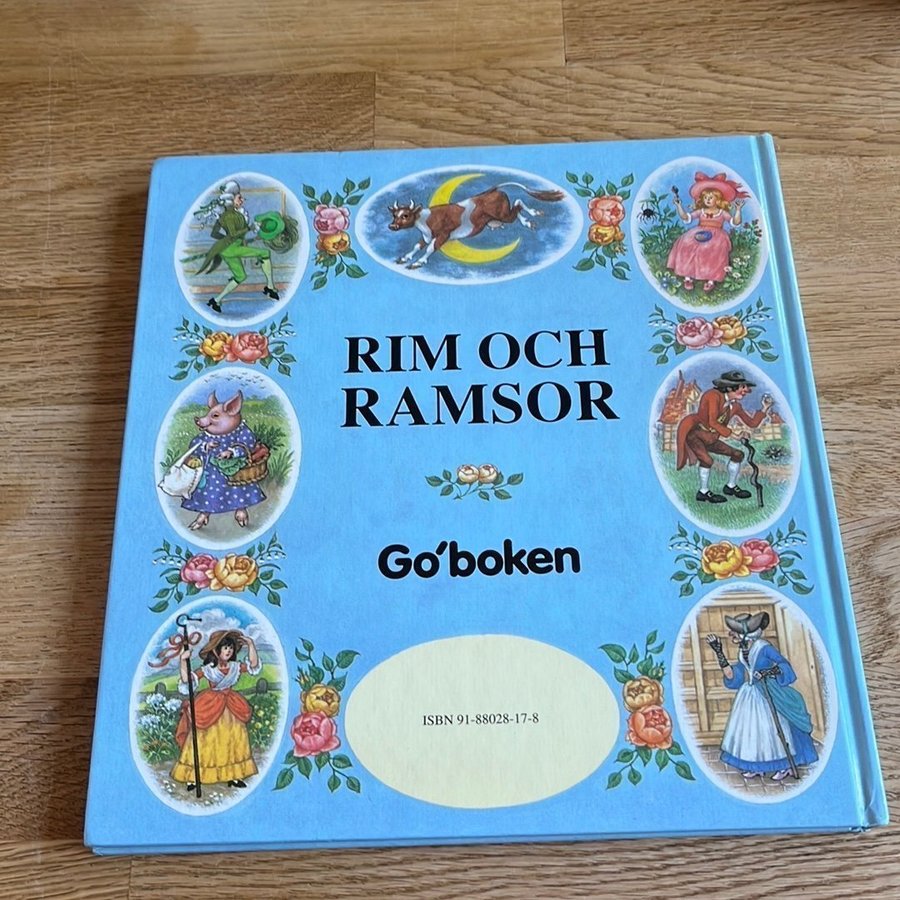 RIM OCH
RAMSOR
Go'boken
ISBN 91-88028-17-8